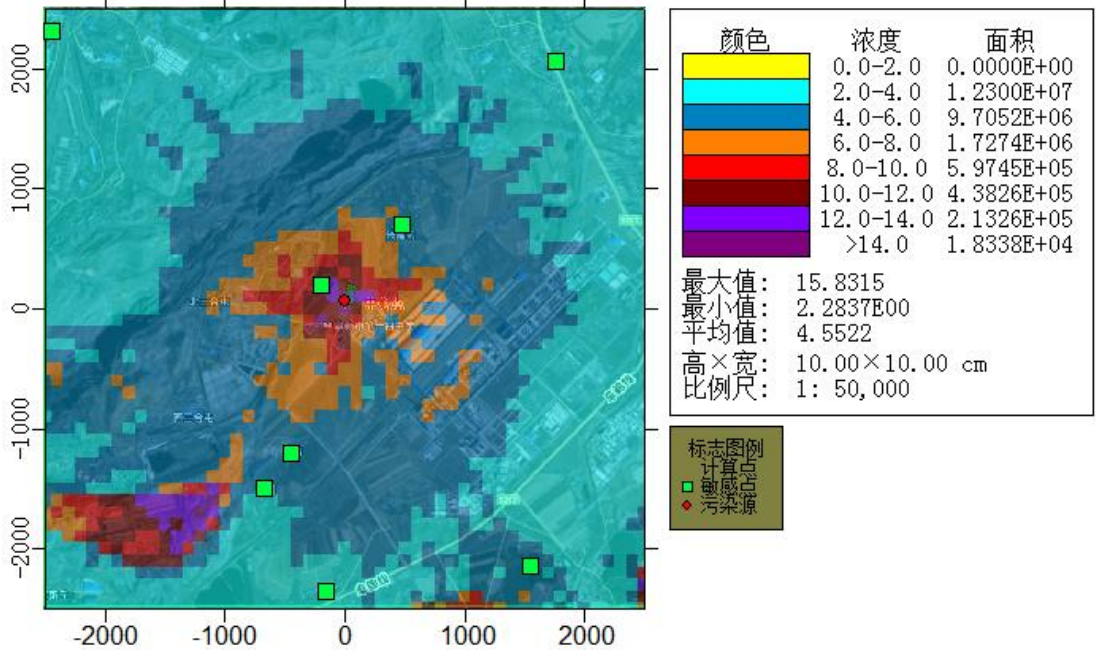 颜色 浓度 面积
0.0-2.0 0.0000E+00
2.0-4.0 1.2300E+07
4.0-6.0 9.7052E+06
6.0-8.0 1.7274E+06
8.0-10.0 5.9745E+05
10.0-12.0 4.3826E+05
12.0-14.0 2.1326E+05
>14.0 1.8338E+04
最大值: 15.8315
最小值: 2.2837E00
平均值: 4.5522
高×宽: 10.00×10.00 cm
比例尺: 1: 50,000
标志图例
计算点
敏感点
污染源
2000
1000
0
-1000
-2000
-2000 -1000 0 1000 2000